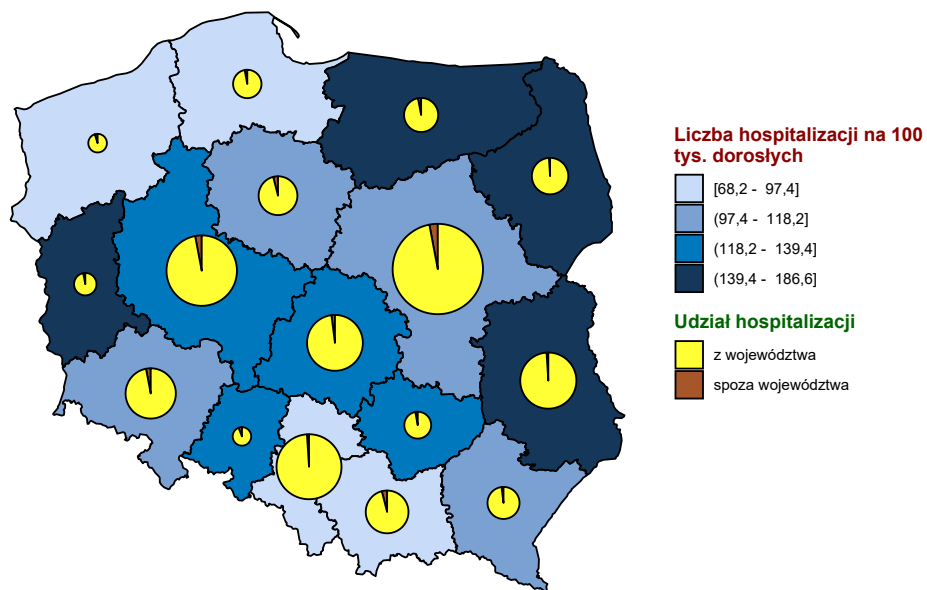 Liczba hospitalizacji na 100
tys. dorosłych
[68,2 - 97,4]
(97,4 - 118,2]
(118,2 - 139,4]
(139,4 - 186,6]
Udział hospitalizacji
z województwa
spoza województwa